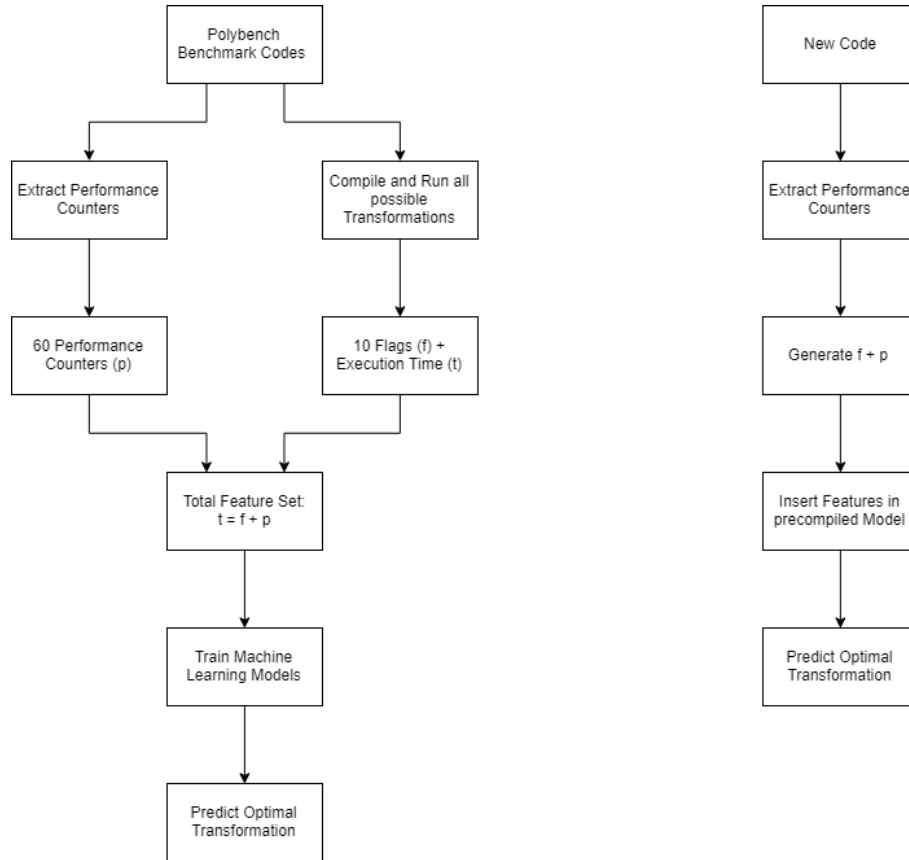 Polybench
Benchmark Codes
Extract Performance
Counters
Compile and Run all
possible
Transformations
60 Performance
Counters (p)
10 Flags (f) +
Execution Time (t)
Total Feature Set:
t = f + p
Train Machine
Learning Models
Predict Optimal
Transformation
New Code
Extract Performance
Counters
Generate f + p
Insert Features in
precompiled Model
Predict Optimal
Transformation